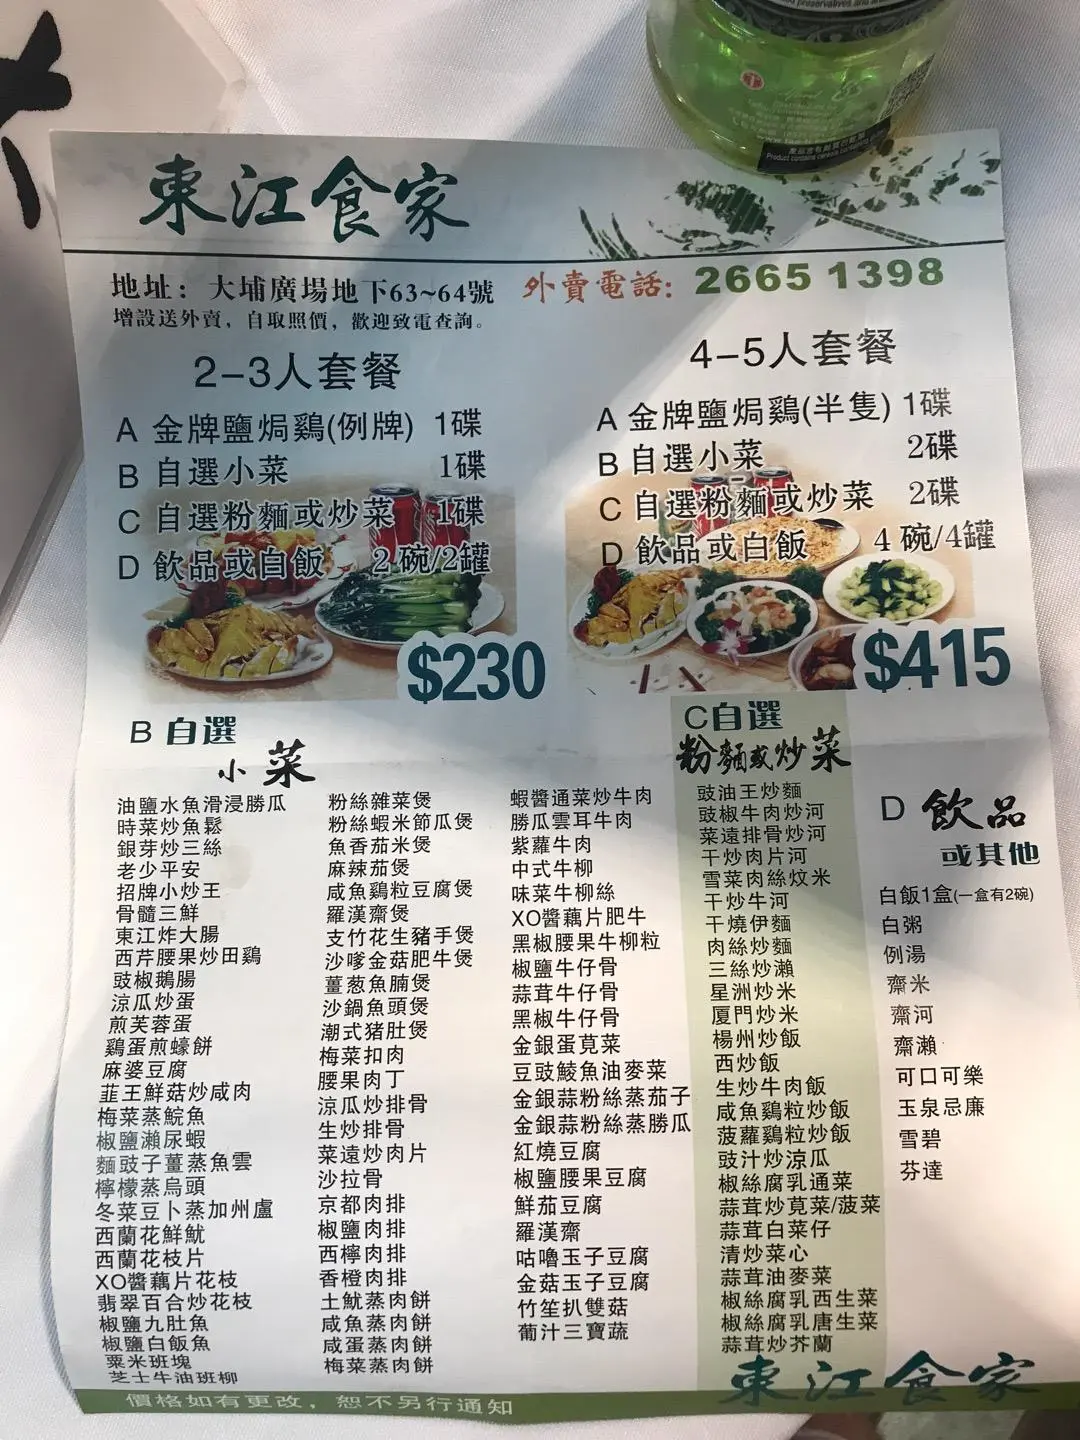 東江食家
地址：大埔廣場地下63~64號
外賣電話：2665 1398
增設送外賣，自取照價，歡迎致電查詢。
2-3人套餐
A 金牌鹽焗鷄(例牌) 1碟
B 自選小菜 1碟
C 自選粉麵或炒菜 1碟
D 飲品或白飯 2碗/2罐
$230
4-5人套餐
A 金牌鹽焗鷄(半隻) 1碟
B 自選小菜 2碟
C 自選粉麵或炒菜 2碟
D 飲品或白飯 4碗/4罐
$415
B 自選
小菜
油鹽水魚滑浸勝瓜
時菜炒魚鬆
銀芽炒三絲
老少平安
招牌小炒王
骨髓三鮮
東江炸大腸
西芹腰果炒田鷄
豉椒鵝腸
涼瓜炒蛋
煎芙蓉蛋
鷄蛋煎蠔餅
麻婆豆腐
韭王鮮菇炒咸肉
梅菜蒸鯇魚
椒鹽瀨尿蝦
麵豉子薑蒸魚雲
檸檬蒸烏頭
冬菜豆卜蒸加州盧
西蘭花鮮魷
西蘭花枝片
XO醬藕片花枝
翡翠百合炒花枝
椒鹽九肚魚
椒鹽白飯魚
粟米班塊
芝士牛油班柳
粉絲雜菜煲
粉絲蝦米節瓜煲
魚香茄米煲
麻辣茄煲
咸魚鷄粒豆腐煲
羅漢齋煲
支竹花生豬手煲
沙嗲金菇肥牛煲
薑葱魚腩煲
沙鍋魚頭煲
潮式猪肚煲
梅菜扣肉
腰果肉丁
涼瓜炒排骨
生炒排骨
菜遠炒肉片
沙拉骨
京都肉排
椒鹽肉排
西檸肉排
香橙肉排
土魷蒸肉餅
咸魚蒸肉餅
咸蛋蒸肉餅
梅菜蒸肉餅
蝦醬通菜炒牛肉
勝瓜雲耳牛肉
紫蘿牛肉
中式牛柳
味菜牛柳絲
XO醬藕片肥牛
黑椒腰果牛柳粒
椒鹽牛仔骨
蒜茸牛仔骨
黑椒牛仔骨
金銀蛋莧菜
豆豉鯪魚油麥菜
金銀蒜粉絲蒸茄子
金銀蒜粉絲蒸勝瓜
紅燒豆腐
椒鹽腰果豆腐
鮮茄豆腐
羅漢齋
咕嚕玉子豆腐
金菇玉子豆腐
竹笙扒雙菇
葡汁三寶蔬
C自選
粉麵或炒菜
豉油王炒麵
豉椒牛肉炒河
菜遠排骨炒河
干炒肉片河
雪菜肉絲炆米
干炒牛河
干燒伊麵
肉絲炒麵
三絲炒瀨
星洲炒米
厦門炒米
楊州炒飯
西炒飯
生炒牛肉飯
咸魚鷄粒炒飯
菠蘿鷄粒炒飯
豉汁炒涼瓜
椒絲腐乳通菜
蒜茸炒莧菜/菠菜
蒜茸白菜仔
清炒菜心
蒜茸油麥菜
椒絲腐乳西生菜
椒絲腐乳唐生菜
蒜茸炒芥蘭
D 飲品
或其他
白飯1盒(一盒有2碗)
白粥
例湯
齋米
齋河
齋瀨
可口可樂
玉泉忌廉
雪碧
芬達
東江食家
價格如有更改，恕不另行通知